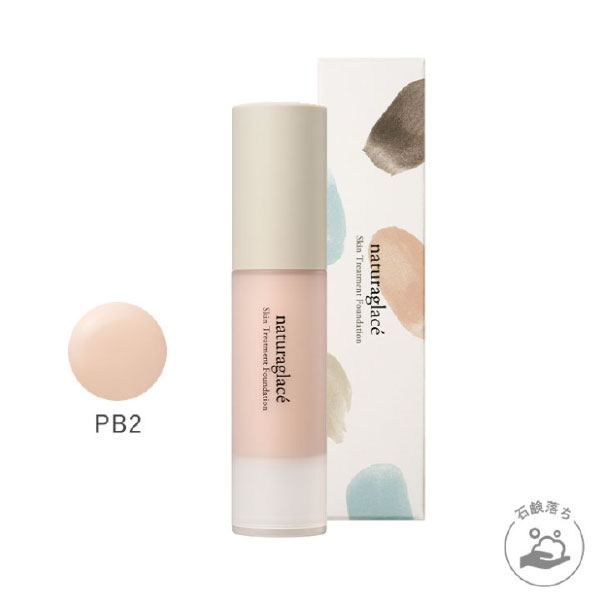 naturaglacé
Skin Treatment Foundation
naturaglacé
Skin Treatment Foundation
PB2
石鹸落ち